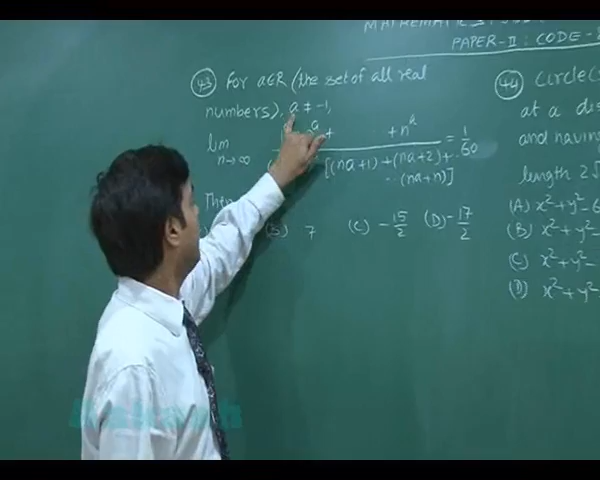 PAPER-II: CODE-
(43) For a∈R (the set of all real
numbers), a ≠ -1,
lim n→∞
a + + n^a
[(na+1) + (na+2) + ..
.. (na+n)]
= 1/60
(B) 7 (C) -15/2 (D) -17/2
(44) Circle(s
at a dis
and having
length 2√
(A) x²+y²-6
(B) x²+y²-
(C) x²+y²-
(D) x²+y²-